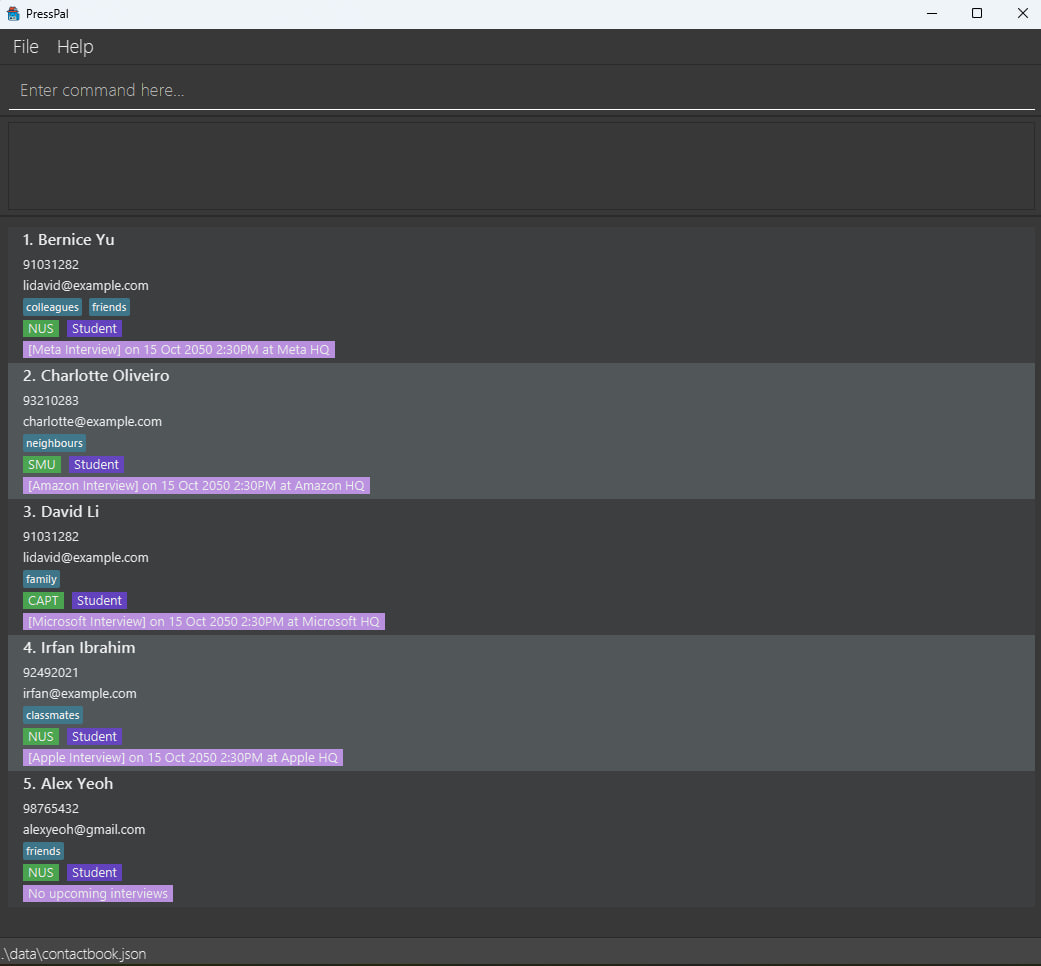 PressPal
File Help
Enter command here...
1. Bernice Yu
91031282
lidavid@example.com
colleagues friends
NUS Student
[Meta Interview] on 15 Oct 2050 2:30PM at Meta HQ
2. Charlotte Oliveiro
93210283
charlotte@example.com
neighbours
SMU Student
[Amazon Interview] on 15 Oct 2050 2:30PM at Amazon HQ
3. David Li
91031282
lidavid@example.com
family
CAPT Student
[Microsoft Interview] on 15 Oct 2050 2:30PM at Microsoft HQ
4. Irfan Ibrahim
92492021
irfan@example.com
classmates
NUS Student
[Apple Interview] on 15 Oct 2050 2:30PM at Apple HQ
5. Alex Yeoh
98765432
alexyeoh@gmail.com
friends
NUS Student
No upcoming interviews
.\data\contactbook.json